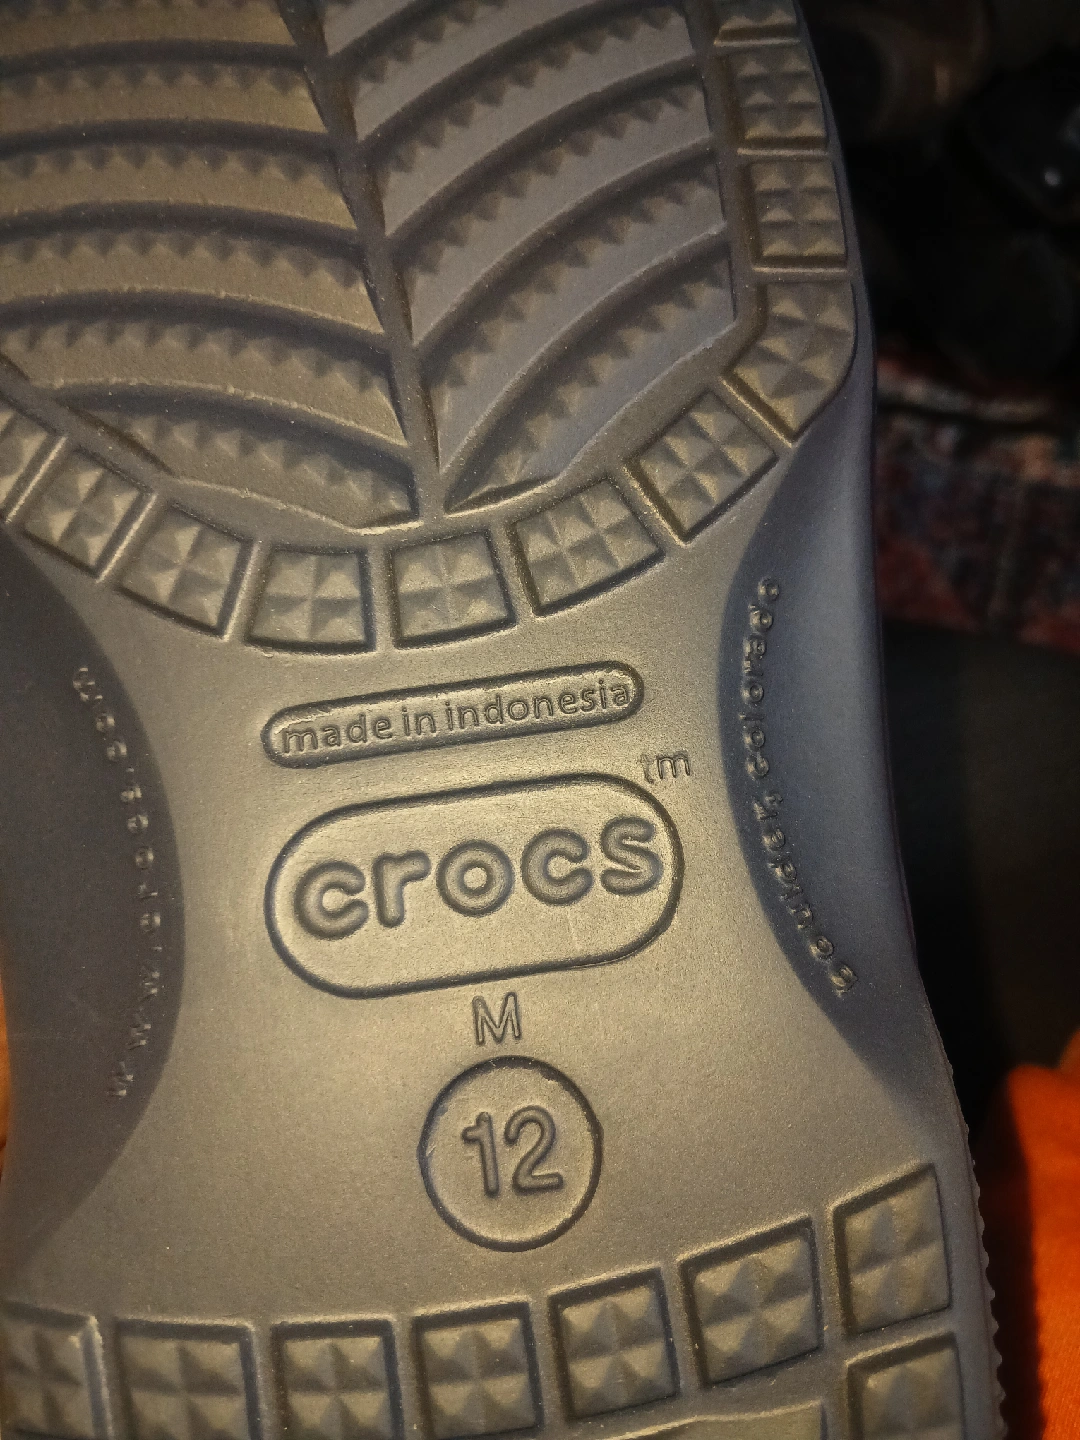 made in indonesia
tm
crocs
M
12
boulder, colorado
www.crocs.com